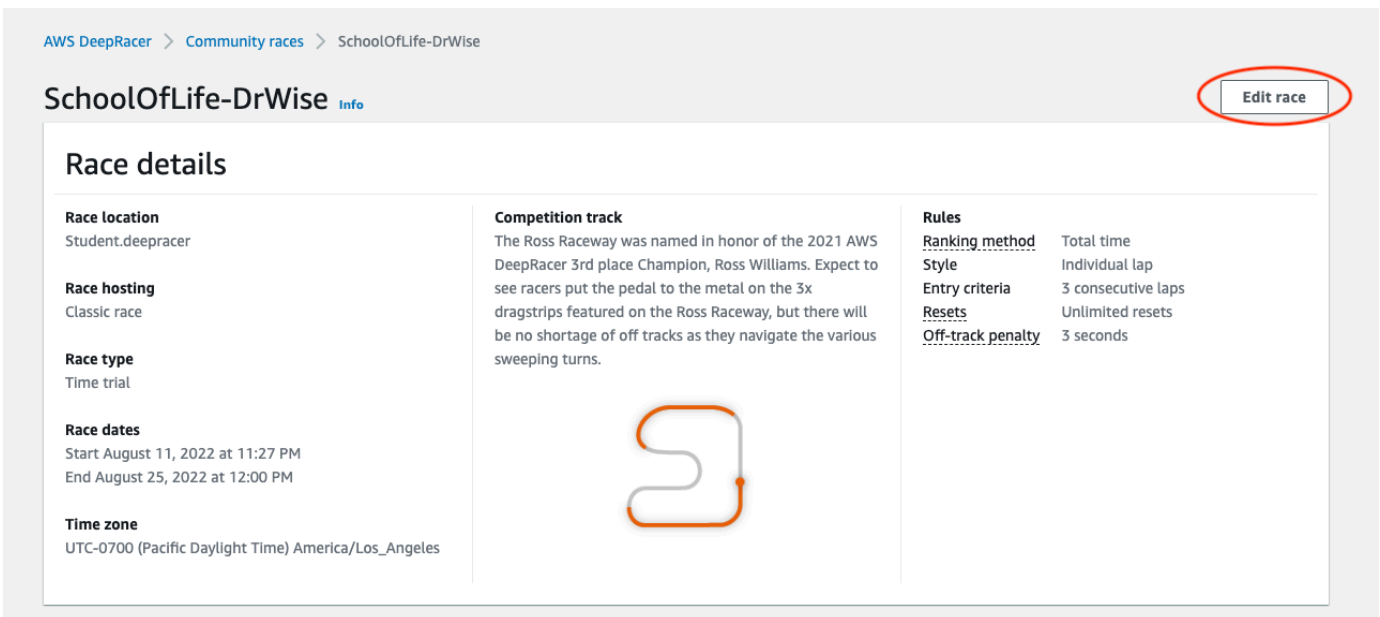 AWS DeepRacer > Community races > SchoolOfLife-DrWise
SchoolOfLife-DrWise Info
Edit race
Race details
Race location
Student.deepracer
Race hosting
Classic race
Race type
Time trial
Race dates
Start August 11, 2022 at 11:27 PM
End August 25, 2022 at 12:00 PM
Time zone
UTC-0700 (Pacific Daylight Time) America/Los_Angeles
Competition track
The Ross Raceway was named in honor of the 2021 AWS
DeepRacer 3rd place Champion, Ross Williams. Expect to
see racers put the pedal to the metal on the 3x
dragstrips featured on the Ross Raceway, but there will
be no shortage of off tracks as they navigate the various
sweeping turns.
Rules
Ranking method Total time
Style Individual lap
Entry criteria 3 consecutive laps
Resets Unlimited resets
Off-track penalty 3 seconds